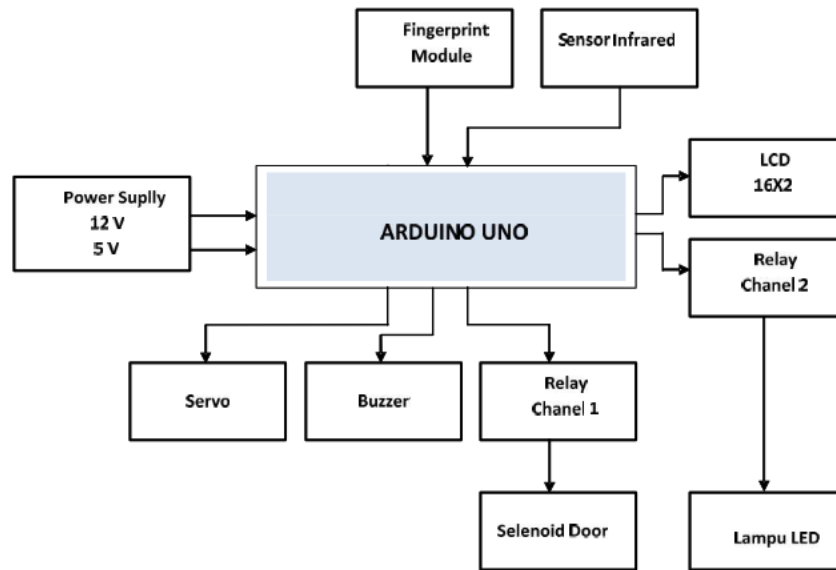 Fingerprint
Module
Sensor Infrared
Power Suplly
12 V
5 V
ARDUINO UNO
LCD
16X2
Relay
Chanel 2
Servo
Buzzer
Relay
Chanel 1
Selenoid Door
Lampu LED